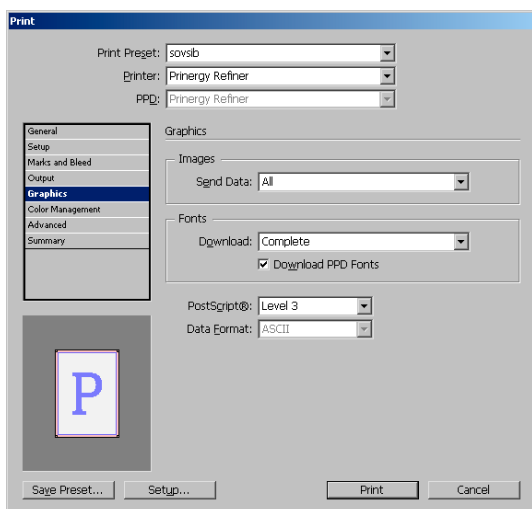 Print
Print Preset: sovsib
Printer: Prinergy Refiner
PPD: Prinergy Refiner
General
Setup
Marks and Bleed
Output
Graphics
Color Management
Advanced
Summary
Graphics
Images
Send Data: All
Fonts
Download: Complete
Download PPD Fonts
PostScript®: Level 3
Data Format: ASCII
P
Save Preset...
Setup...
Print
Cancel